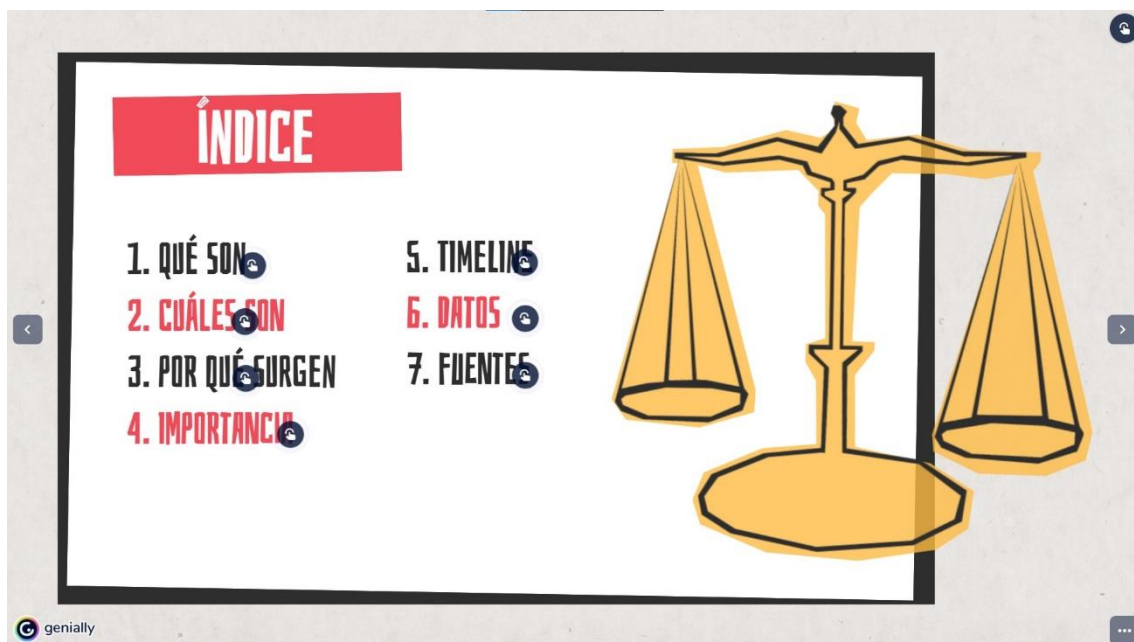 ÍNDICE
1. QUÉ SON
2. CUÁLES SON
3. POR QUÉ SURGEN
4. IMPORTANCIA
5. TIMELINE
6. DATOS
7. FUENTES
genially